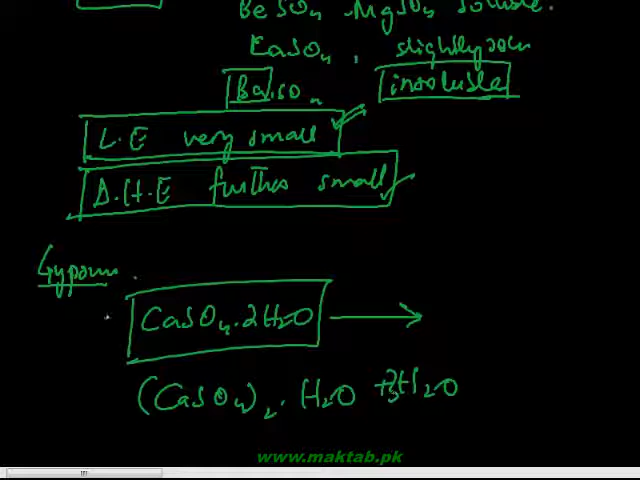 BeSO4 MgSO4 soluble.
CaSO4, slightly
BaSO4 insoluble
L.E very small
Δ.H.E further small
Gypsum.
CaSO4.2H2O →
(CaSO4)2.H2O +3H2O
www.maktab.pk